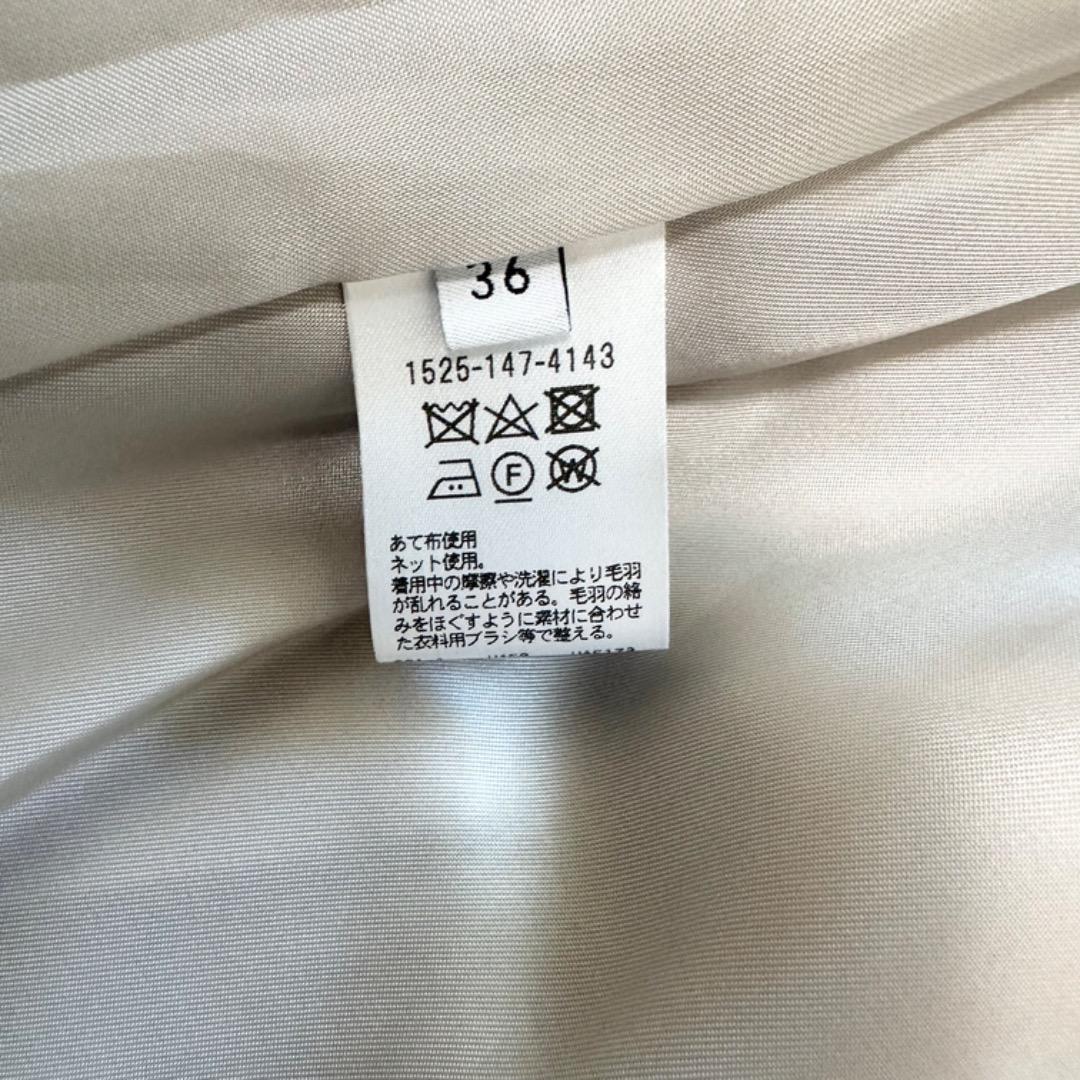 36
1525-147-4143
F
W
あて布使用
ネット使用。
着用中の摩擦や洗濯により毛羽
が乱れることがある。毛羽の絡
みをほぐすように素材に合わせ
た衣料用ブラシ等で整える。